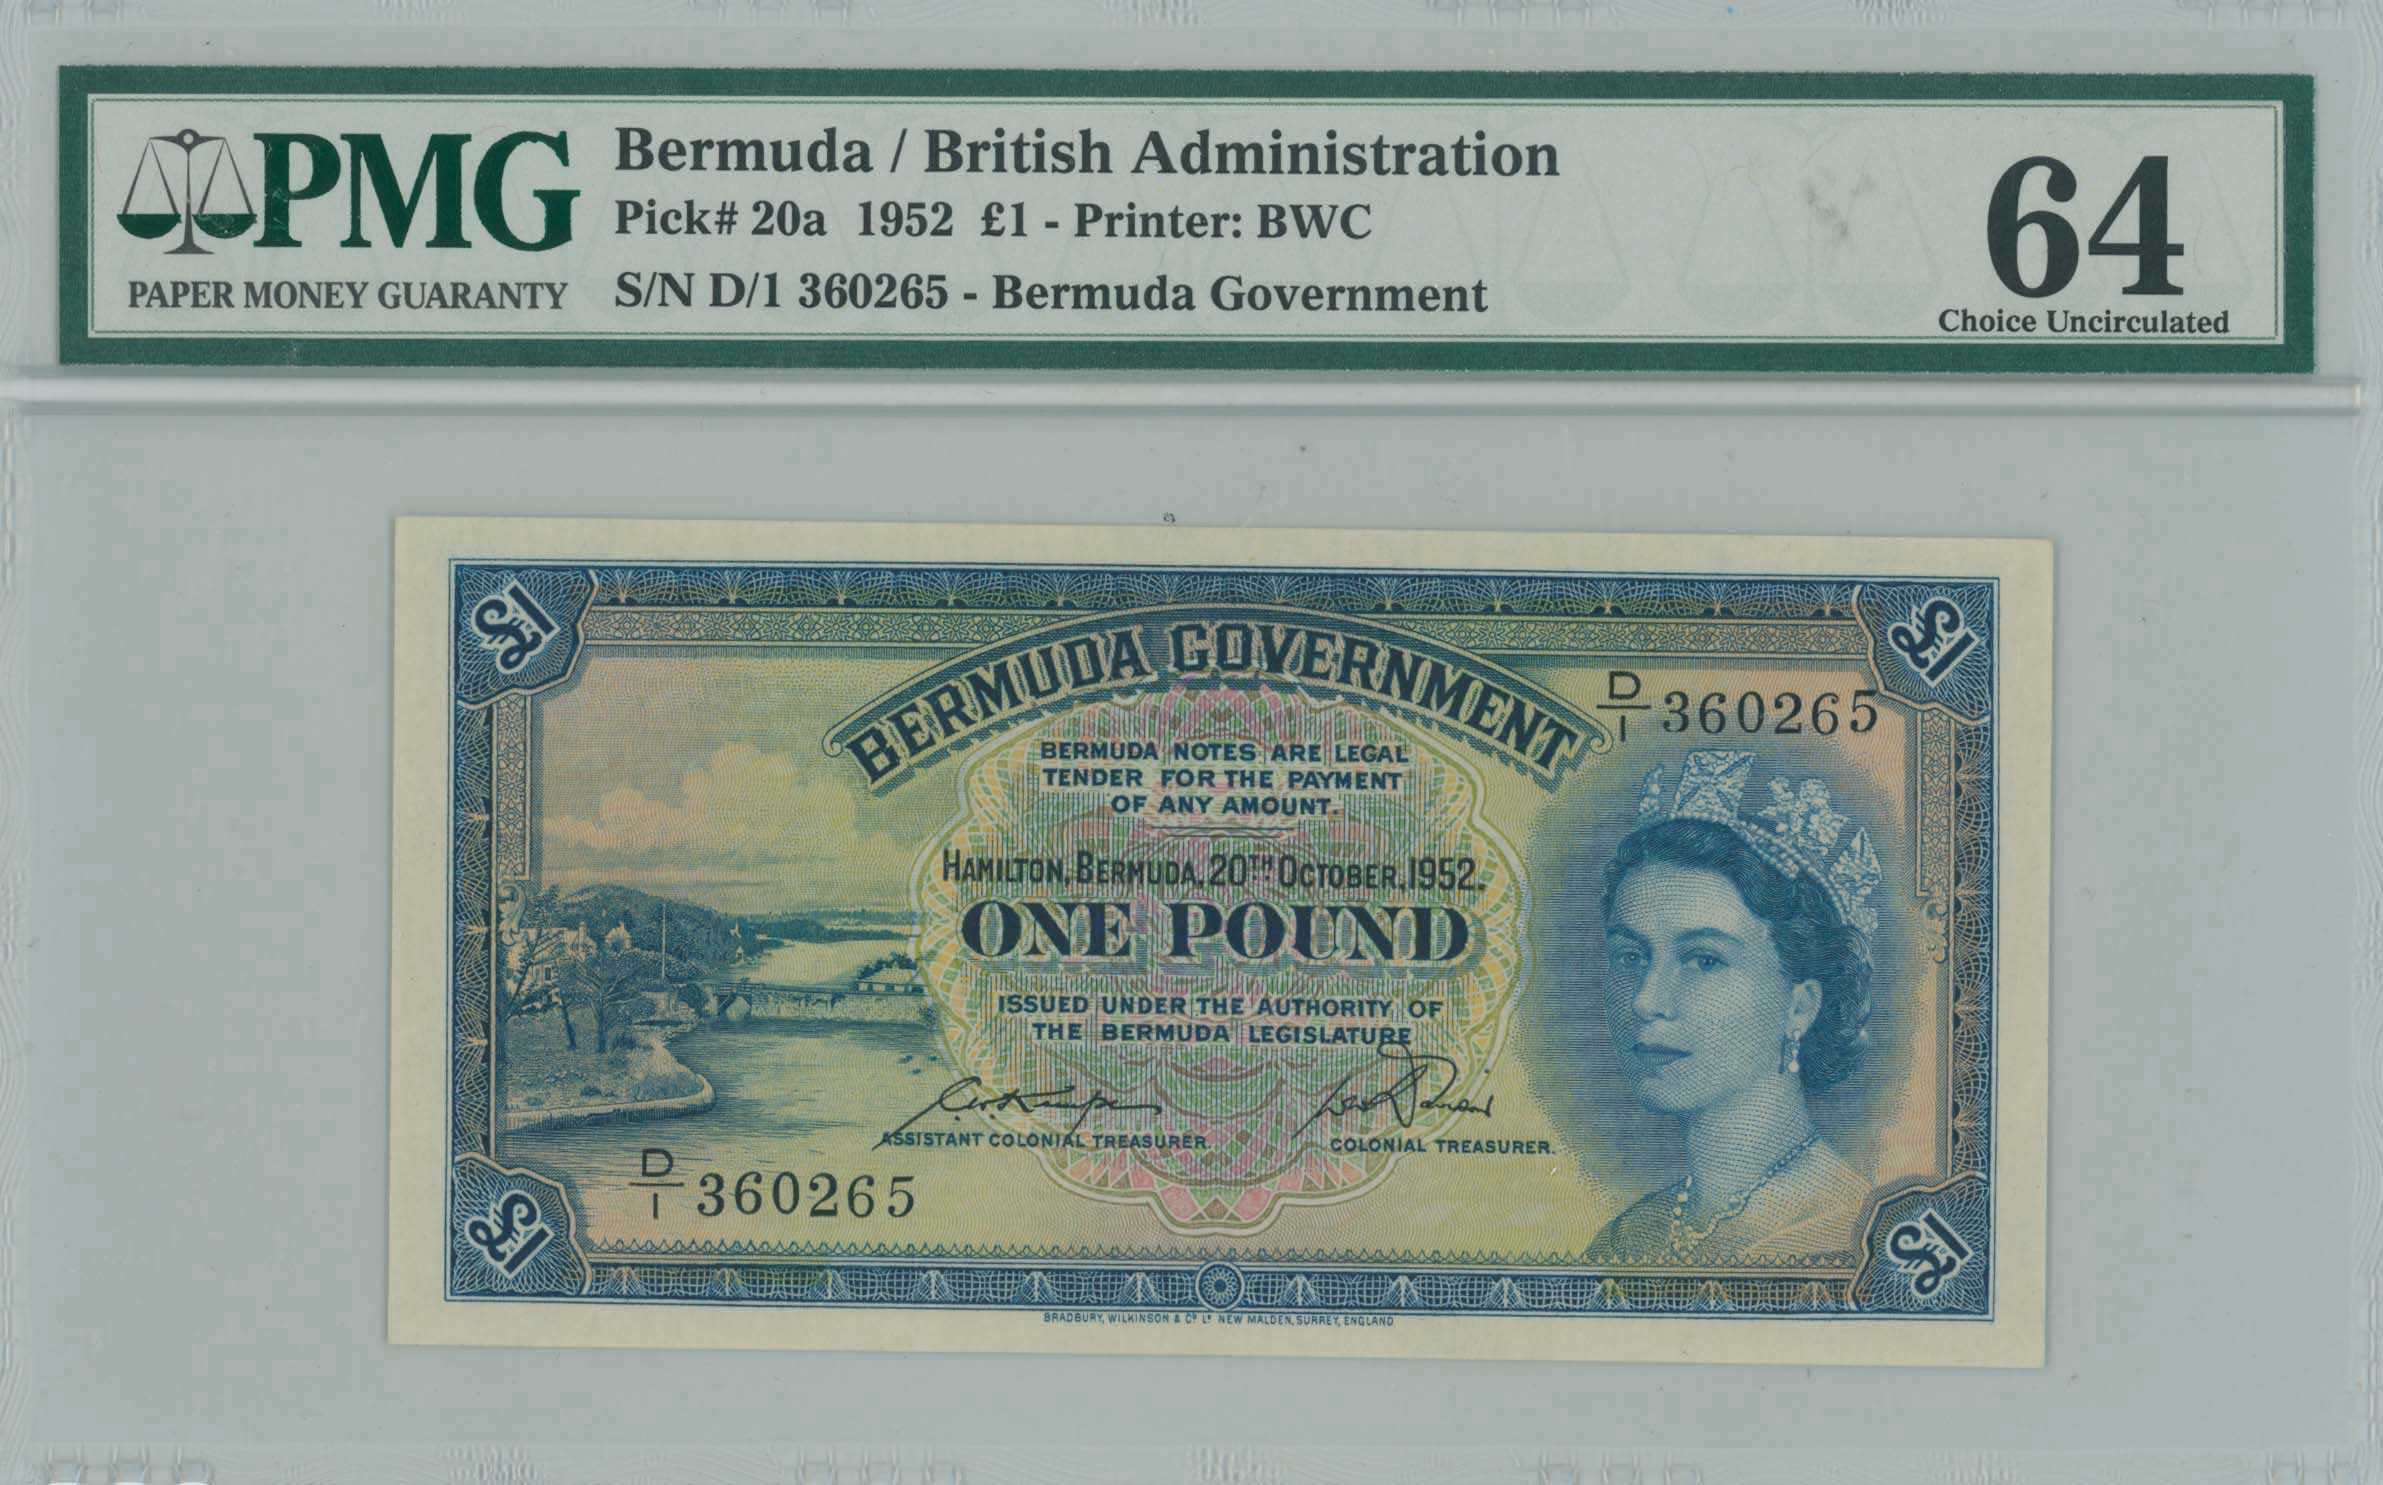 PMG
PAPER MONEY GUARANTY
Bermuda / British Administration
Pick# 20a 1952 £1 - Printer: BWC
S/N D/1 360265 - Bermuda Government
64
Choice Uncirculated
£1
£1
BERMUDA GOVERNMENT
D/1 360265
BERMUDA NOTES ARE LEGAL
TENDER FOR THE PAYMENT
OF ANY AMOUNT.
HAMILTON, BERMUDA, 20TH OCTOBER, 1952.
ONE POUND
ISSUED UNDER THE AUTHORITY OF
THE BERMUDA LEGISLATURE
ASSISTANT COLONIAL TREASURER.
COLONIAL TREASURER.
D/1 360265
£1
£1
BRADBURY, WILKINSON & Co Ld NEW MALDEN, SURREY, ENGLAND